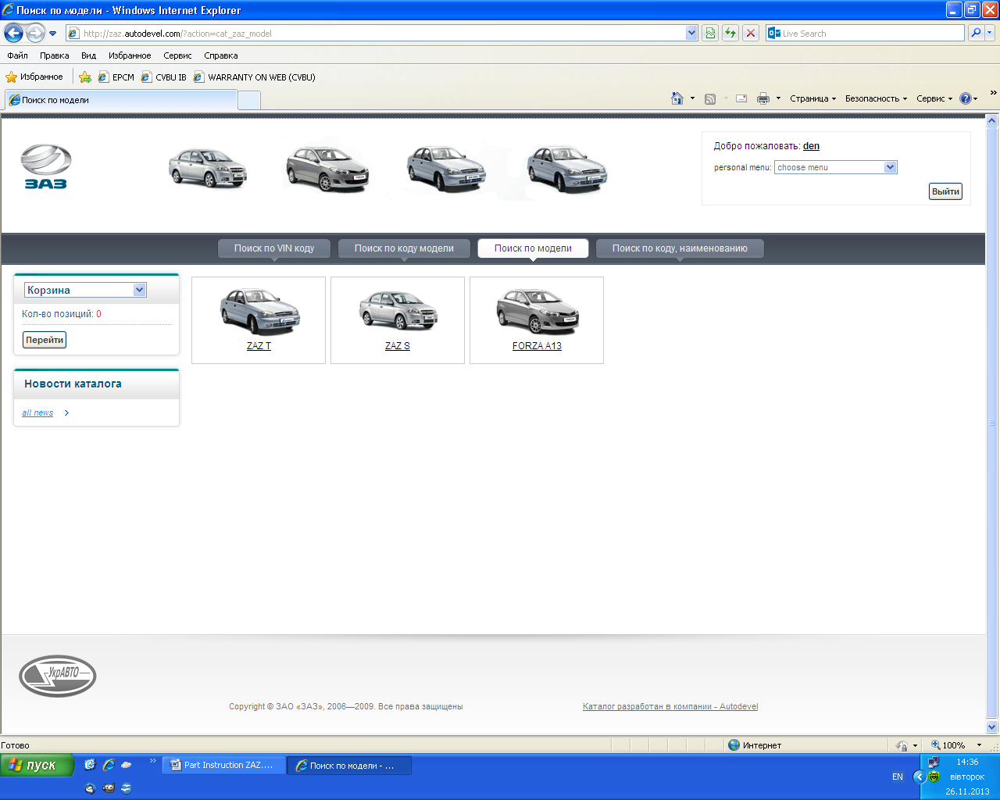 Поиск по модели - Windows Internet Explorer
http://zaz.autodevel.com/?action=cat_zaz_model
Live Search
Файл Правка Вид Избранное Сервис Справка
Избранное EPCM CVBU IB WARRANTY ON WEB (CVBU)
Поиск по модели
Страница Безопасность Сервис
ЗАЗ
Добро пожаловать: den
personal menu: choose menu
Выйти
Поиск по VIN коду Поиск по коду модели Поиск по модели Поиск по коду, наименованию
Корзина
Кол-во позиций: 0
Перейти
ZAZ T ZAZ S FORZA A13
Новости каталога
all news
УкрАВТО
Copyright © ЗАО «ЗАЗ», 2006—2009. Все права защищены
Каталог разработан в компании - Autodevel
Готово Интернет 100%
пуск Part Instruction ZAZ.... Поиск по модели - ...
EN
14:36
вівторок
26.11.2013